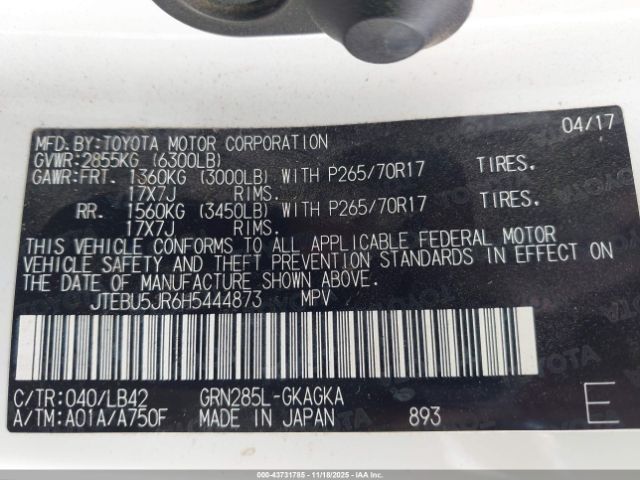 04/17
MFD. BY: TOYOTA MOTOR CORPORATION
GVWR: 2855KG (6300LB)
GAWR: FRT. 1360KG (3000LB) WITH P265/70R17 TIRES.
17X7J RIMS.
RR. 1560KG (3450LB) WITH P265/70R17 TIRES.
17X7J RIMS.
THIS VEHICLE CONFORMS TO ALL APPLICABLE FEDERAL MOTOR
VEHICLE SAFETY AND THEFT PREVENTION STANDARDS IN EFFECT ON
THE DATE OF MANUFACTURE SHOWN ABOVE.
JTEBU5JR6H5444873 MPV
C/TR: 040/LB42 GRN285L-GKAGKA
A/TM: A01A/A750F MADE IN JAPAN 893 E
000-43731785 | 11/18/2025 | IAAI.com